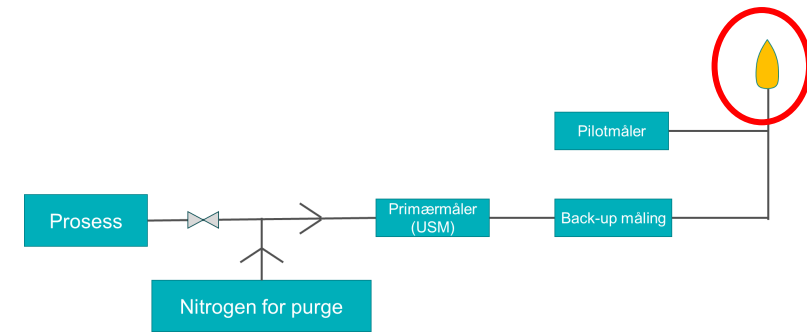 Pilotmåler
Prosess
Primærmåler
(USM)
Back-up måling
Nitrogen for purge